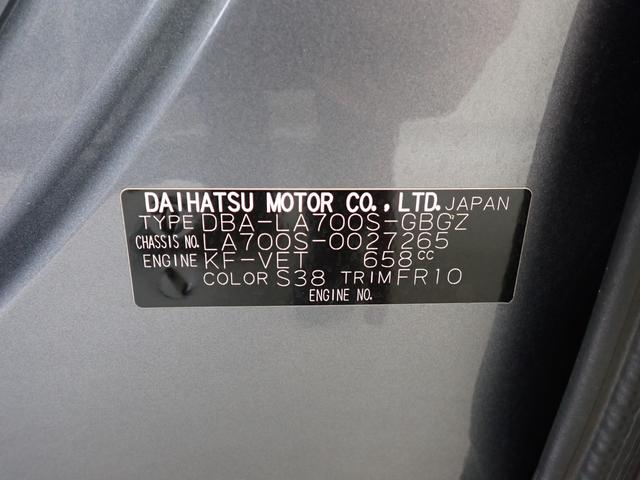 DAIHATSU MOTOR CO.,LTD. JAPAN
TYPE DBA-LA700S-GBGZ
CHASSIS NO. LA700S-0027265
ENGINE KF-VET 658cc
COLOR S38 TRIM FR10
ENGINE NO.